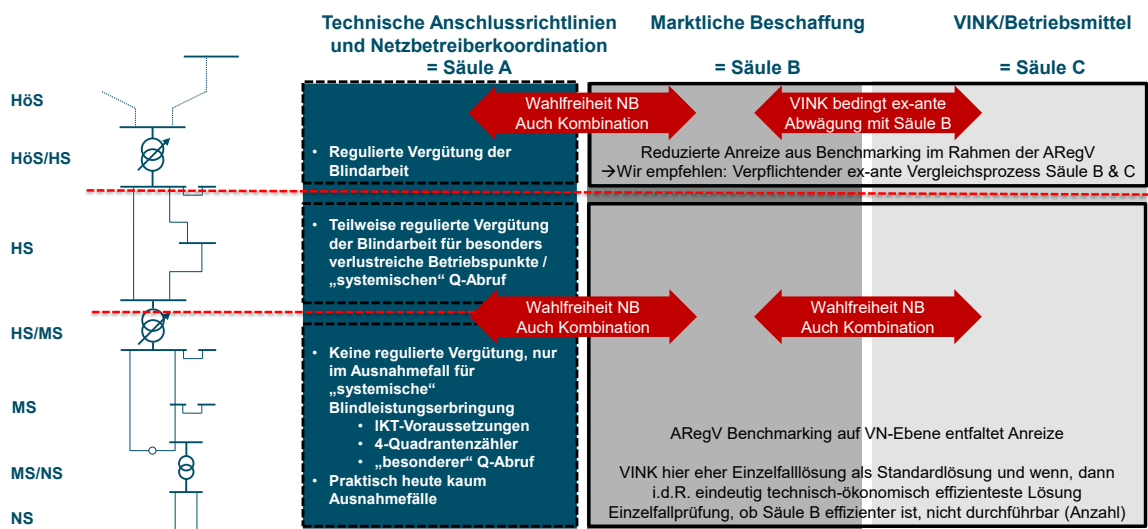 Technische Anschlussrichtlinien
und Netzbetreiberkoordination
= Säule A
Marktliche Beschaffung
= Säule B
VINK/Betriebsmittel
= Säule C
HöS
HöS/HS
HS
HS/MS
MS
MS/NS
NS
Wahlfreiheit NB
Auch Kombination
VINK bedingt ex-ante
Abwägung mit Säule B
• Regulierte Vergütung der
Blindarbeit
Reduzierte Anreize aus Benchmarking im Rahmen der ARegV
→Wir empfehlen: Verpflichtender ex-ante Vergleichsprozess Säule B & C
• Teilweise regulierte Vergütung
der Blindarbeit für besonders
verlustreiche Betriebspunkte /
„systemischen“ Q-Abruf
Wahlfreiheit NB
Auch Kombination
Wahlfreiheit NB
Auch Kombination
• Keine regulierte Vergütung, nur
im Ausnahmefall für
„systemische“
Blindleistungserbringung
• IKT-Voraussetzungen
• 4-Quadrantenzähler
• „besonderer“ Q-Abruf
• Praktisch heute kaum
Ausnahmefälle
ARegV Benchmarking auf VN-Ebene entfaltet Anreize
VINK hier eher Einzelfalllösung als Standardlösung und wenn, dann
i.d.R. eindeutig technisch-ökonomisch effizienteste Lösung
Einzelfallprüfung, ob Säule B effizienter ist, nicht durchführbar (Anzahl)